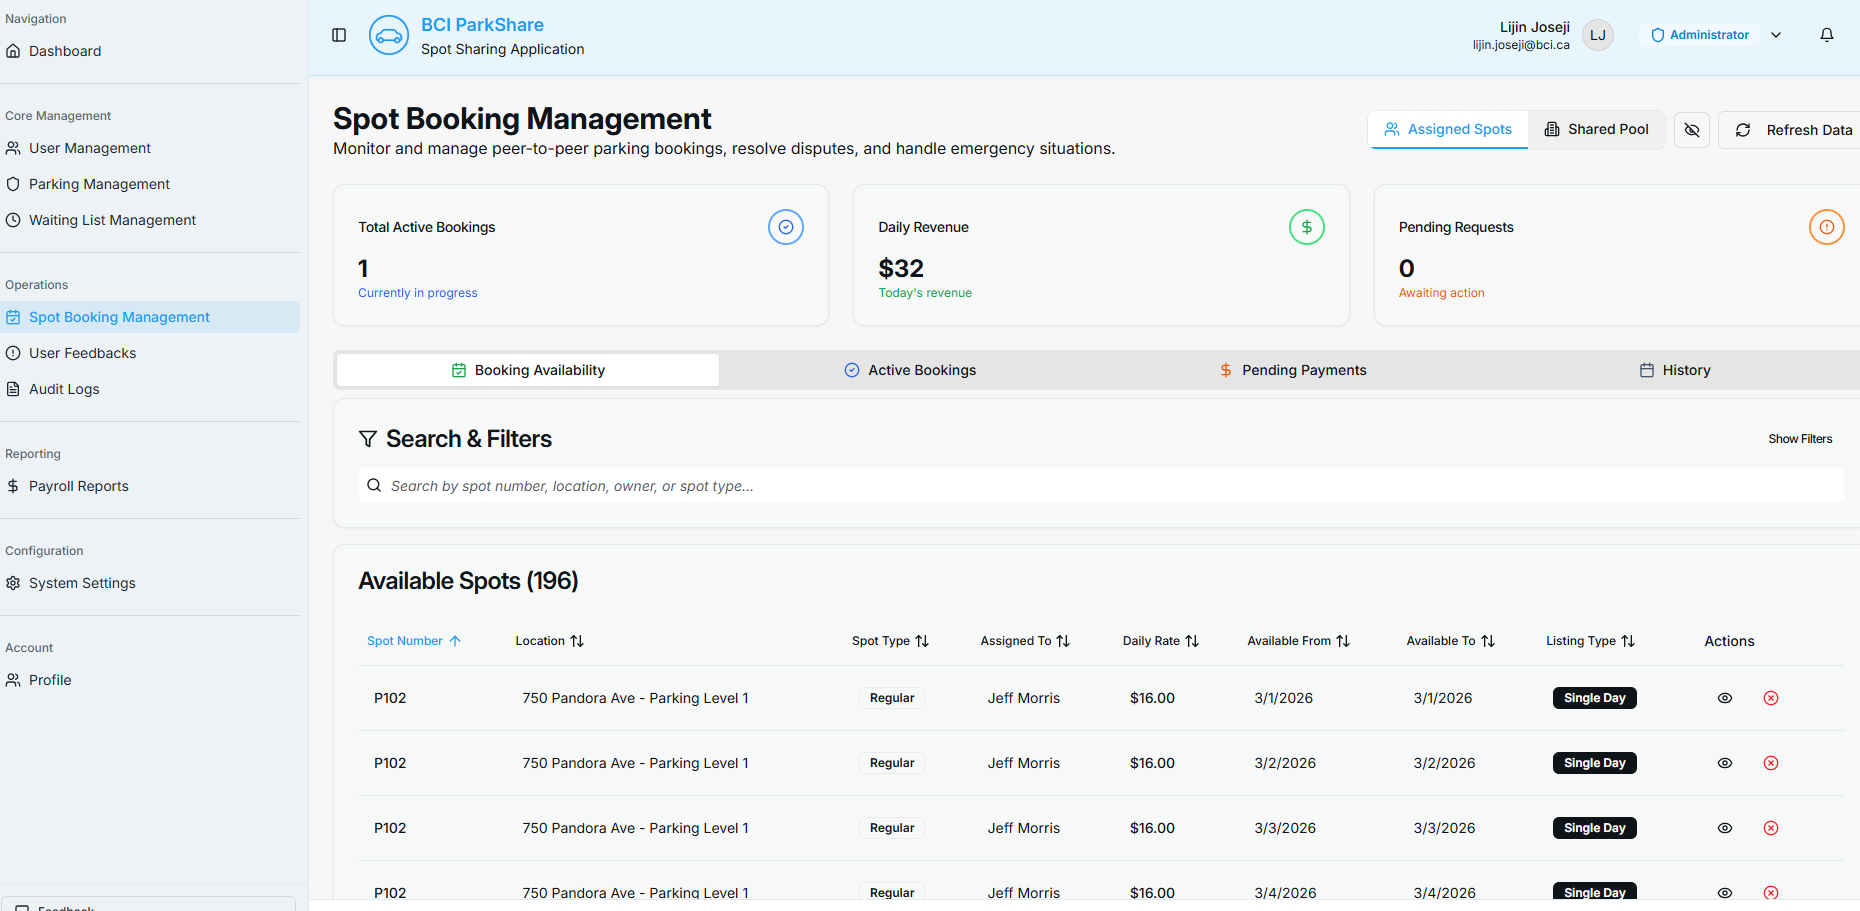 Navigation
Dashboard
Core Management
User Management
Parking Management
Waiting List Management
Operations
Spot Booking Management
User Feedbacks
Audit Logs
Reporting
Payroll Reports
Configuration
System Settings
Account
Profile
Feedback
BCI ParkShare
Spot Sharing Application
Lijin Joseji
lijin.joseji@bci.ca
LJ
Administrator
Spot Booking Management
Monitor and manage peer-to-peer parking bookings, resolve disputes, and handle emergency situations.
Assigned Spots
Shared Pool
Refresh Data
Total Active Bookings
1
Currently in progress
Daily Revenue
$32
Today's revenue
Pending Requests
0
Awaiting action
Booking Availability
Active Bookings
Pending Payments
History
Search & Filters
Show Filters
Search by spot number, location, owner, or spot type...
Available Spots (196)
Spot Number Location Spot Type Assigned To Daily Rate Available From Available To Listing Type Actions
P102 750 Pandora Ave - Parking Level 1 Regular Jeff Morris $16.00 3/1/2026 3/1/2026 Single Day
P102 750 Pandora Ave - Parking Level 1 Regular Jeff Morris $16.00 3/2/2026 3/2/2026 Single Day
P102 750 Pandora Ave - Parking Level 1 Regular Jeff Morris $16.00 3/3/2026 3/3/2026 Single Day
P102 750 Pandora Ave - Parking Level 1 Regular Jeff Morris $16.00 3/4/2026 3/4/2026 Single Day